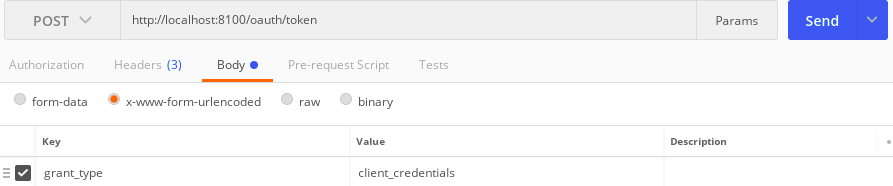 POST http://localhost:8100/oauth/token Params Send
Authorization Headers (3) Body Pre-request Script Tests
form-data x-www-form-urlencoded raw binary
Key Value Description
grant_type client_credentials